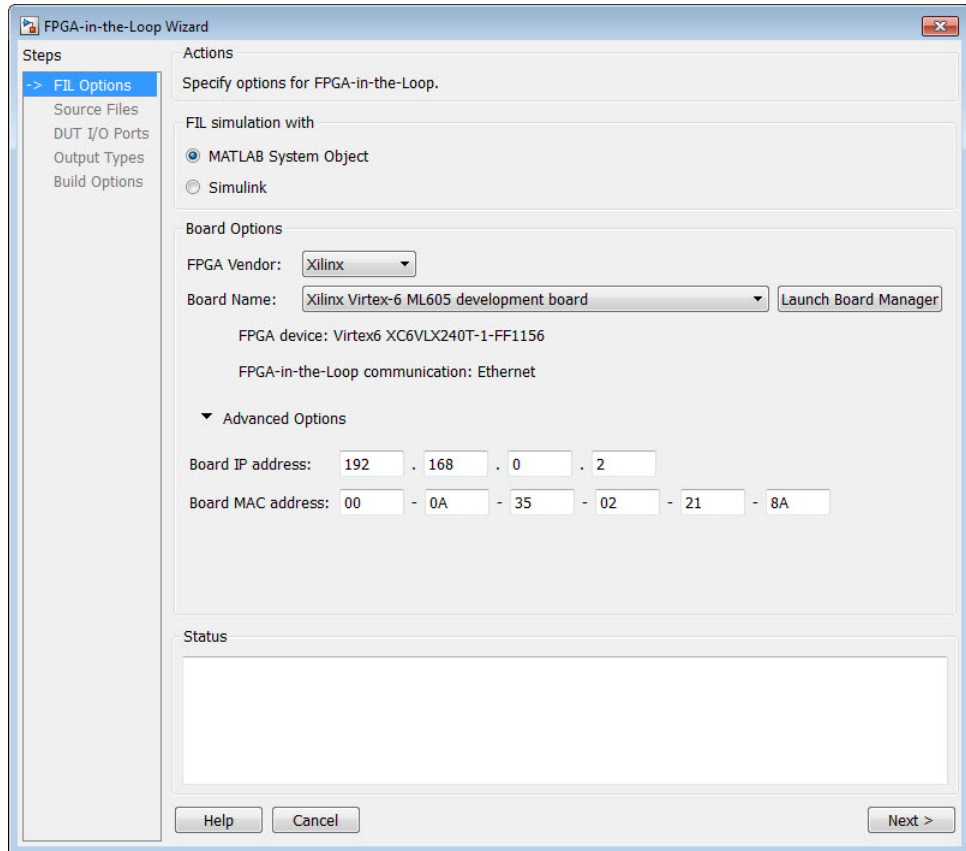 FPGA-in-the-Loop Wizard
Steps
-> FIL Options
Source Files
DUT I/O Ports
Output Types
Build Options
Actions
Specify options for FPGA-in-the-Loop.
FIL simulation with
MATLAB System Object
Simulink
Board Options
FPGA Vendor: Xilinx
Board Name: Xilinx Virtex-6 ML605 development board Launch Board Manager
FPGA device: Virtex6 XC6VLX240T-1-FF1156
FPGA-in-the-Loop communication: Ethernet
Advanced Options
Board IP address: 192 . 168 . 0 . 2
Board MAC address: 00 - 0A - 35 - 02 - 21 - 8A
Status
Help Cancel Next >